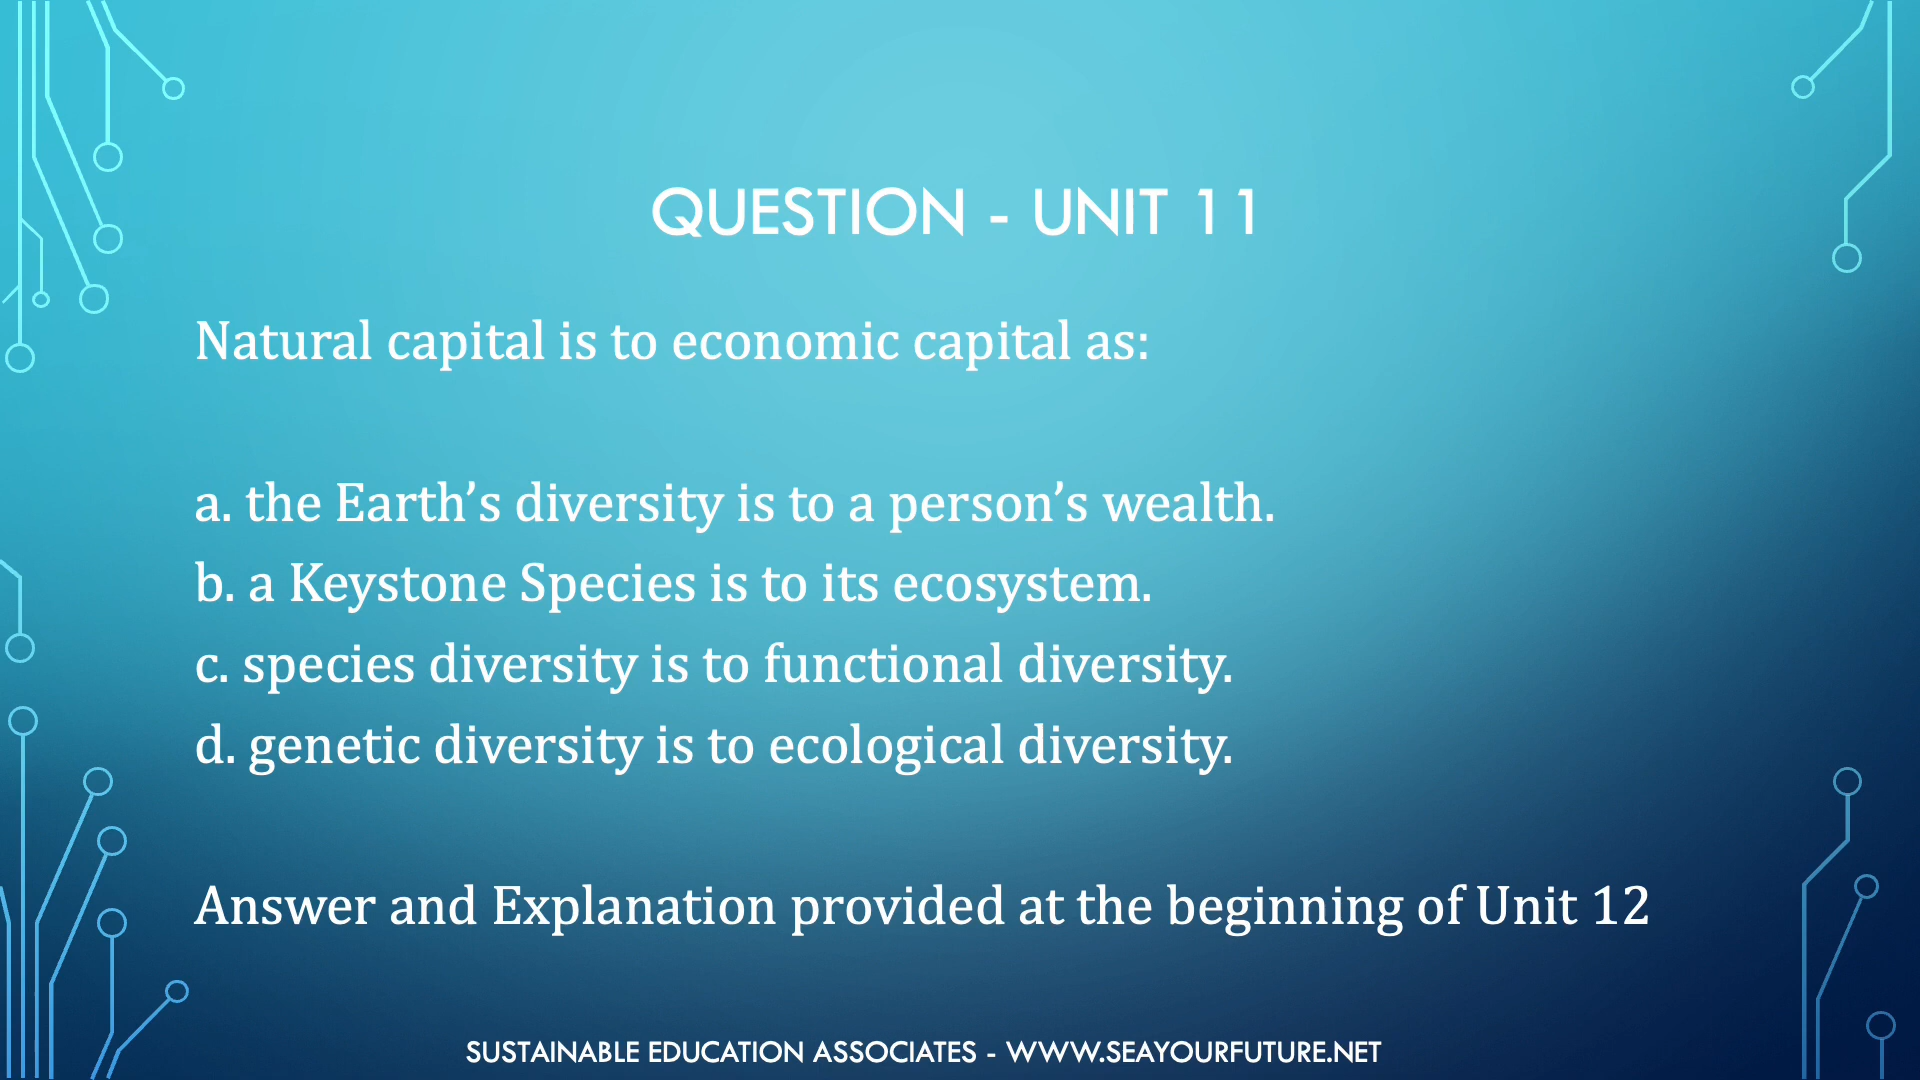 QUESTION - UNIT 11
Natural capital is to economic capital as:
a. the Earth’s diversity is to a person’s wealth.
b. a Keystone Species is to its ecosystem.
c. species diversity is to functional diversity.
d. genetic diversity is to ecological diversity.
Answer and Explanation provided at the beginning of Unit 12
SUSTAINABLE EDUCATION ASSOCIATES - WWW.SEAYOURFUTURE.NET